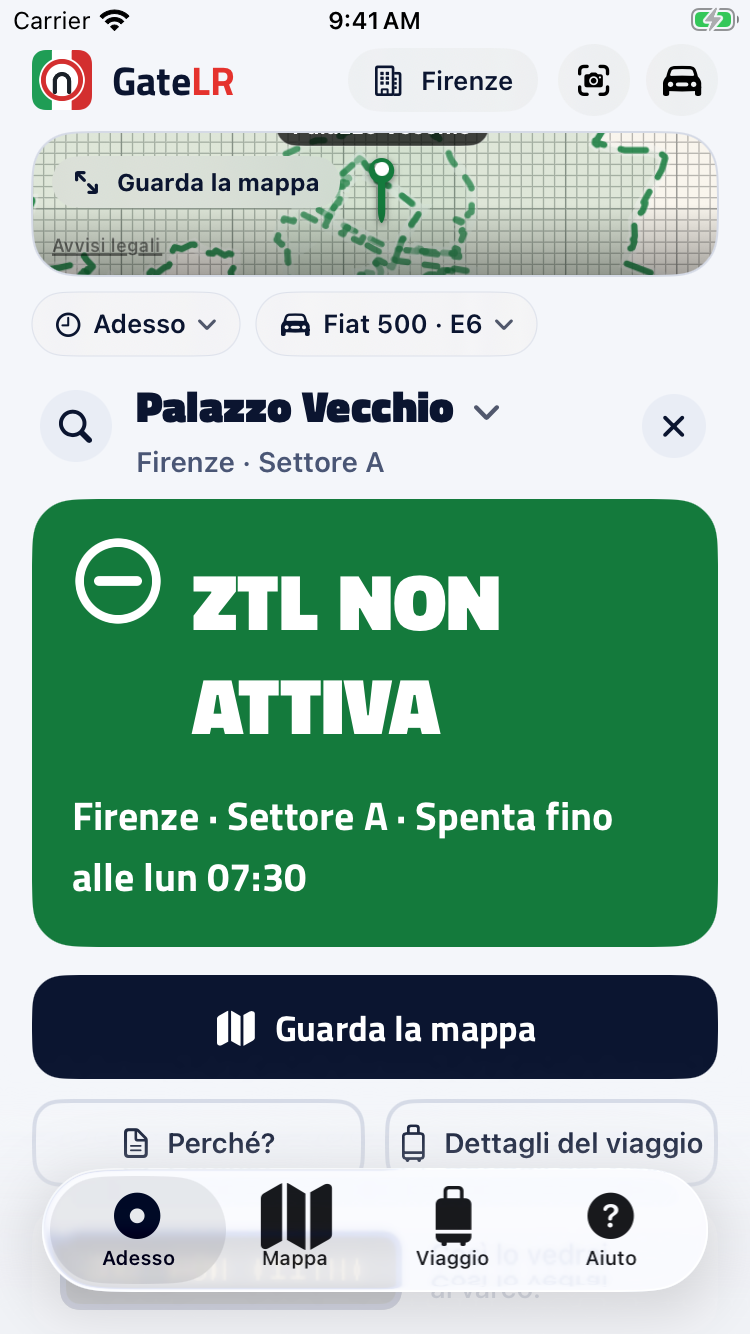 Carrier
9:41 AM
GateLR
Firenze
Guarda la mappa
Avvisi legali
Adesso
Fiat 500 · E6
Palazzo Vecchio
Firenze · Settore A
ZTL NON
ATTIVA
Firenze · Settore A · Spenta fino
alle lun 07:30
Guarda la mappa
Perché?
Dettagli del viaggio
Adesso
Mappa
Viaggio
Aiuto